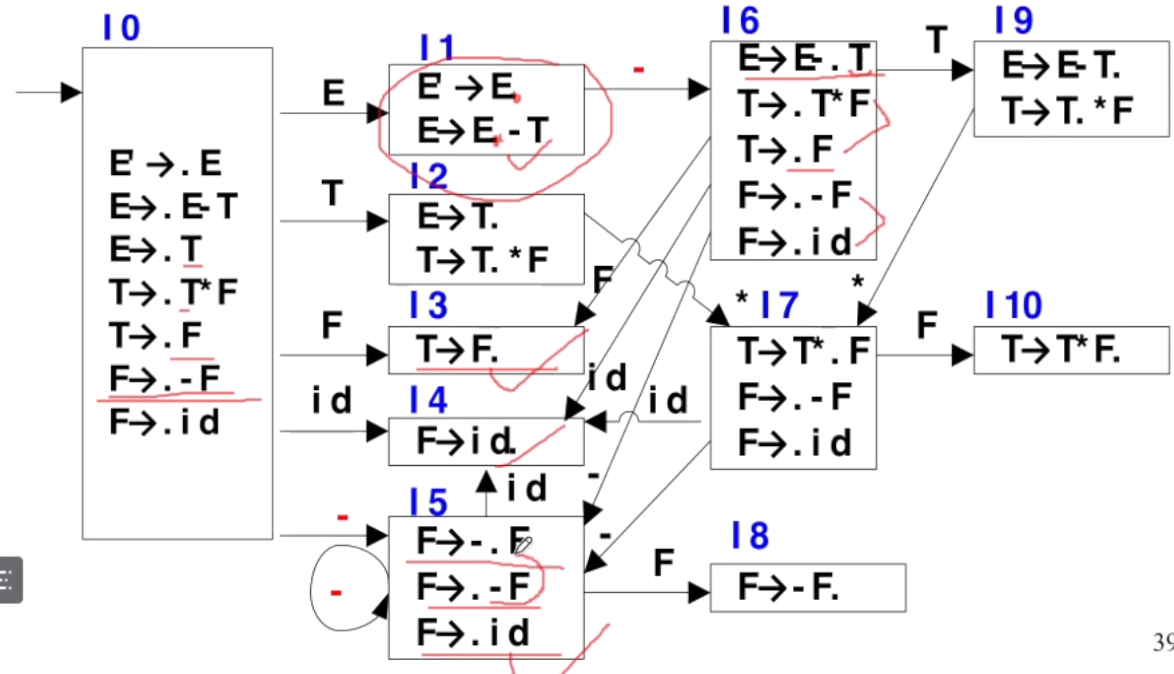 I0
E' → . E
E→ . E-T
E→ . T
T→ . T*F
T→ . F
F→ . -F
F→ . id
E
T
F
id
-
-
I1
E' → E.
E→E. -T
I2
E→T.
T→T. *F
I3
T→F.
I4
F→id.
id
I5
F→- . F
F→ . -F
F→ . id
-
I6
E→E- . T
T→ . T*F
T→ . F
F→ . -F
F→ . id
F
id
id
-
-
*
*
I7
T→T* . F
F→ . -F
F→ . id
F
I8
F→-F.
T
I9
E→E-T.
T→T. *F
F
I10
T→T*F.
39